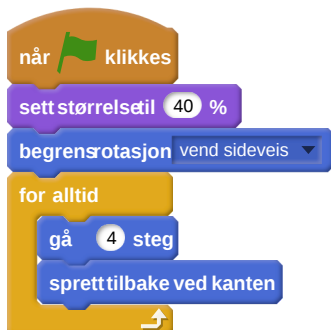 når klikkes
sett størrelse til 40 %
begrens rotasjon vend sideveis
for alltid
gå 4 steg
sprett tilbake ved kanten